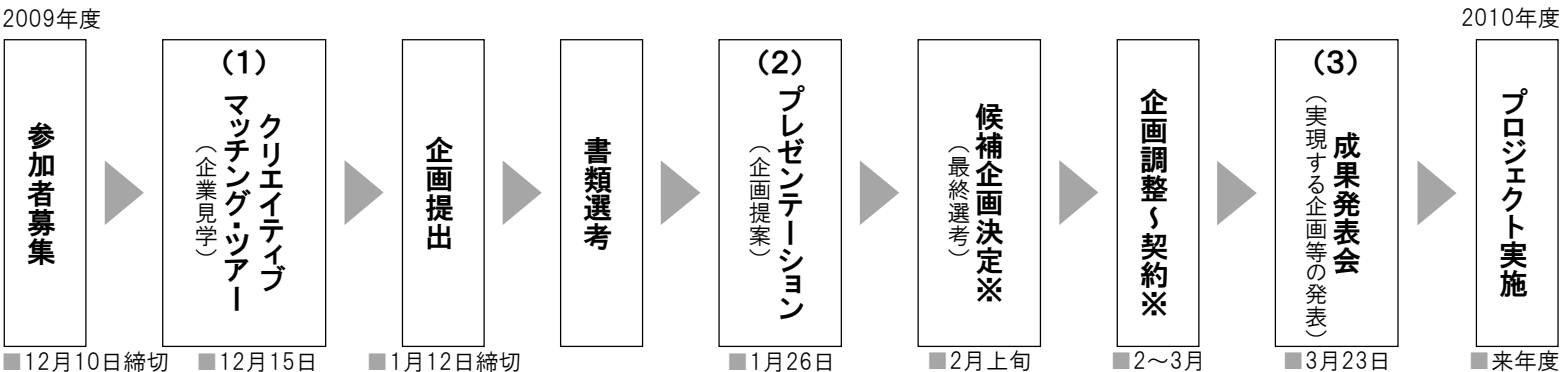 2009年度
2010年度
参加者募集
(1)
クリエイティブ
マッチング・ツアー
(企業見学)
企画提出
書類選考
(2)
プレゼンテーション
(企画提案)
候補企画決定※
(最終選考)
企画調整～契約※
(3)
成果発表会
(実現する企画等の発表)
プロジェクト実施
■12月10日締切
■12月15日
■1月12日締切
■1月26日
■2月上旬
■2～3月
■3月23日
■来年度